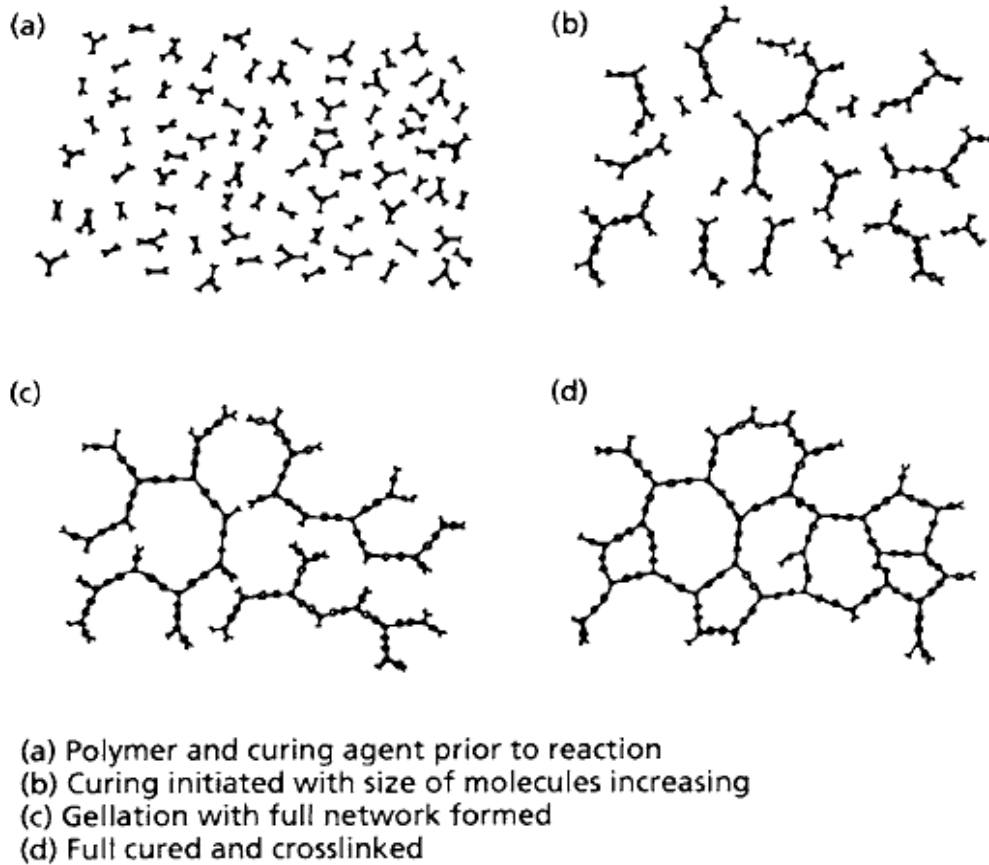 (a)
(b)
(c)
(d)
(a) Polymer and curing agent prior to reaction
(b) Curing initiated with size of molecules increasing
(c) Gellation with full network formed
(d) Full cured and crosslinked